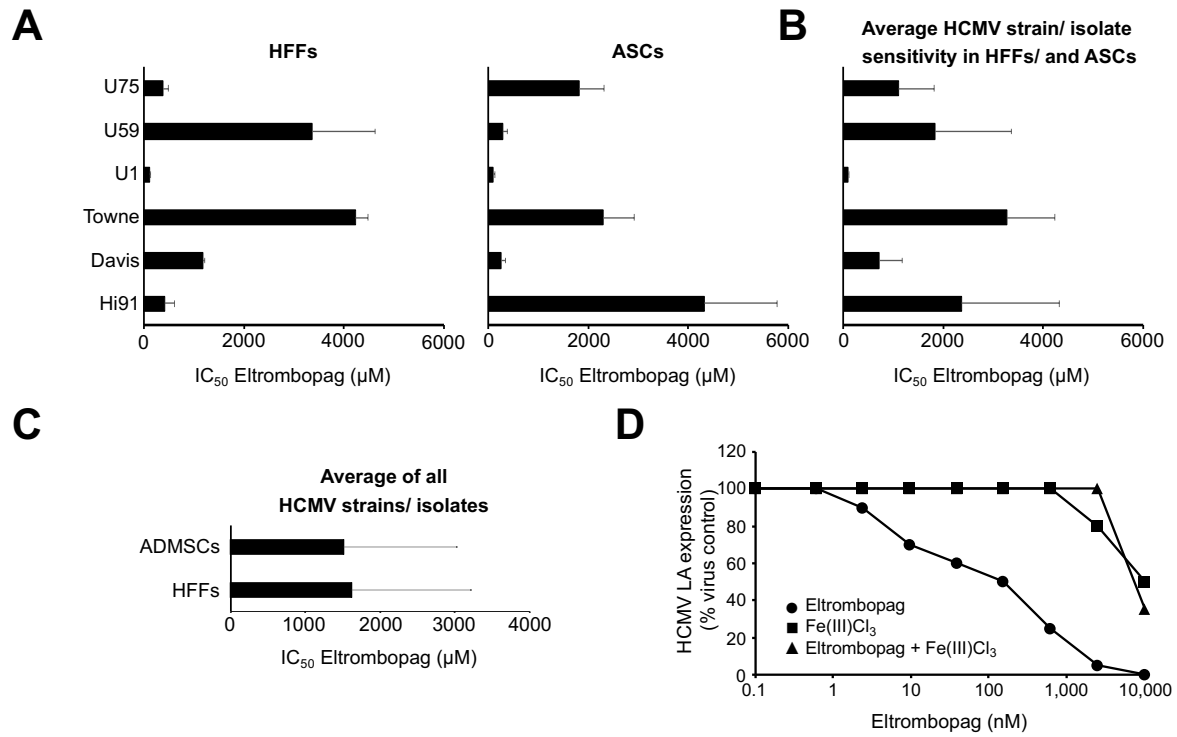 A
HFFs
U75
U59
U1
Towne
Davis
Hi91
0 2000 4000 6000
IC₅₀ Eltrombopag (µM)
ASCs
0 2000 4000 6000
IC₅₀ Eltrombopag (µM)
B
Average HCMV strain/ isolate
sensitivity in HFFs/ and ASCs
0 2000 4000 6000
IC₅₀ Eltrombopag (µM)
C
Average of all
HCMV strains/ isolates
ADMSCs
HFFs
0 1000 2000 3000 4000
IC₅₀ Eltrombopag (µM)
D
HCMV LA expression
(% virus control)
120
100
80
60
40
20
0
Eltrombopag
Fe(III)Cl₃
Eltrombopag + Fe(III)Cl₃
0.1 1 10 100 1,000 10,000
Eltrombopag (nM)